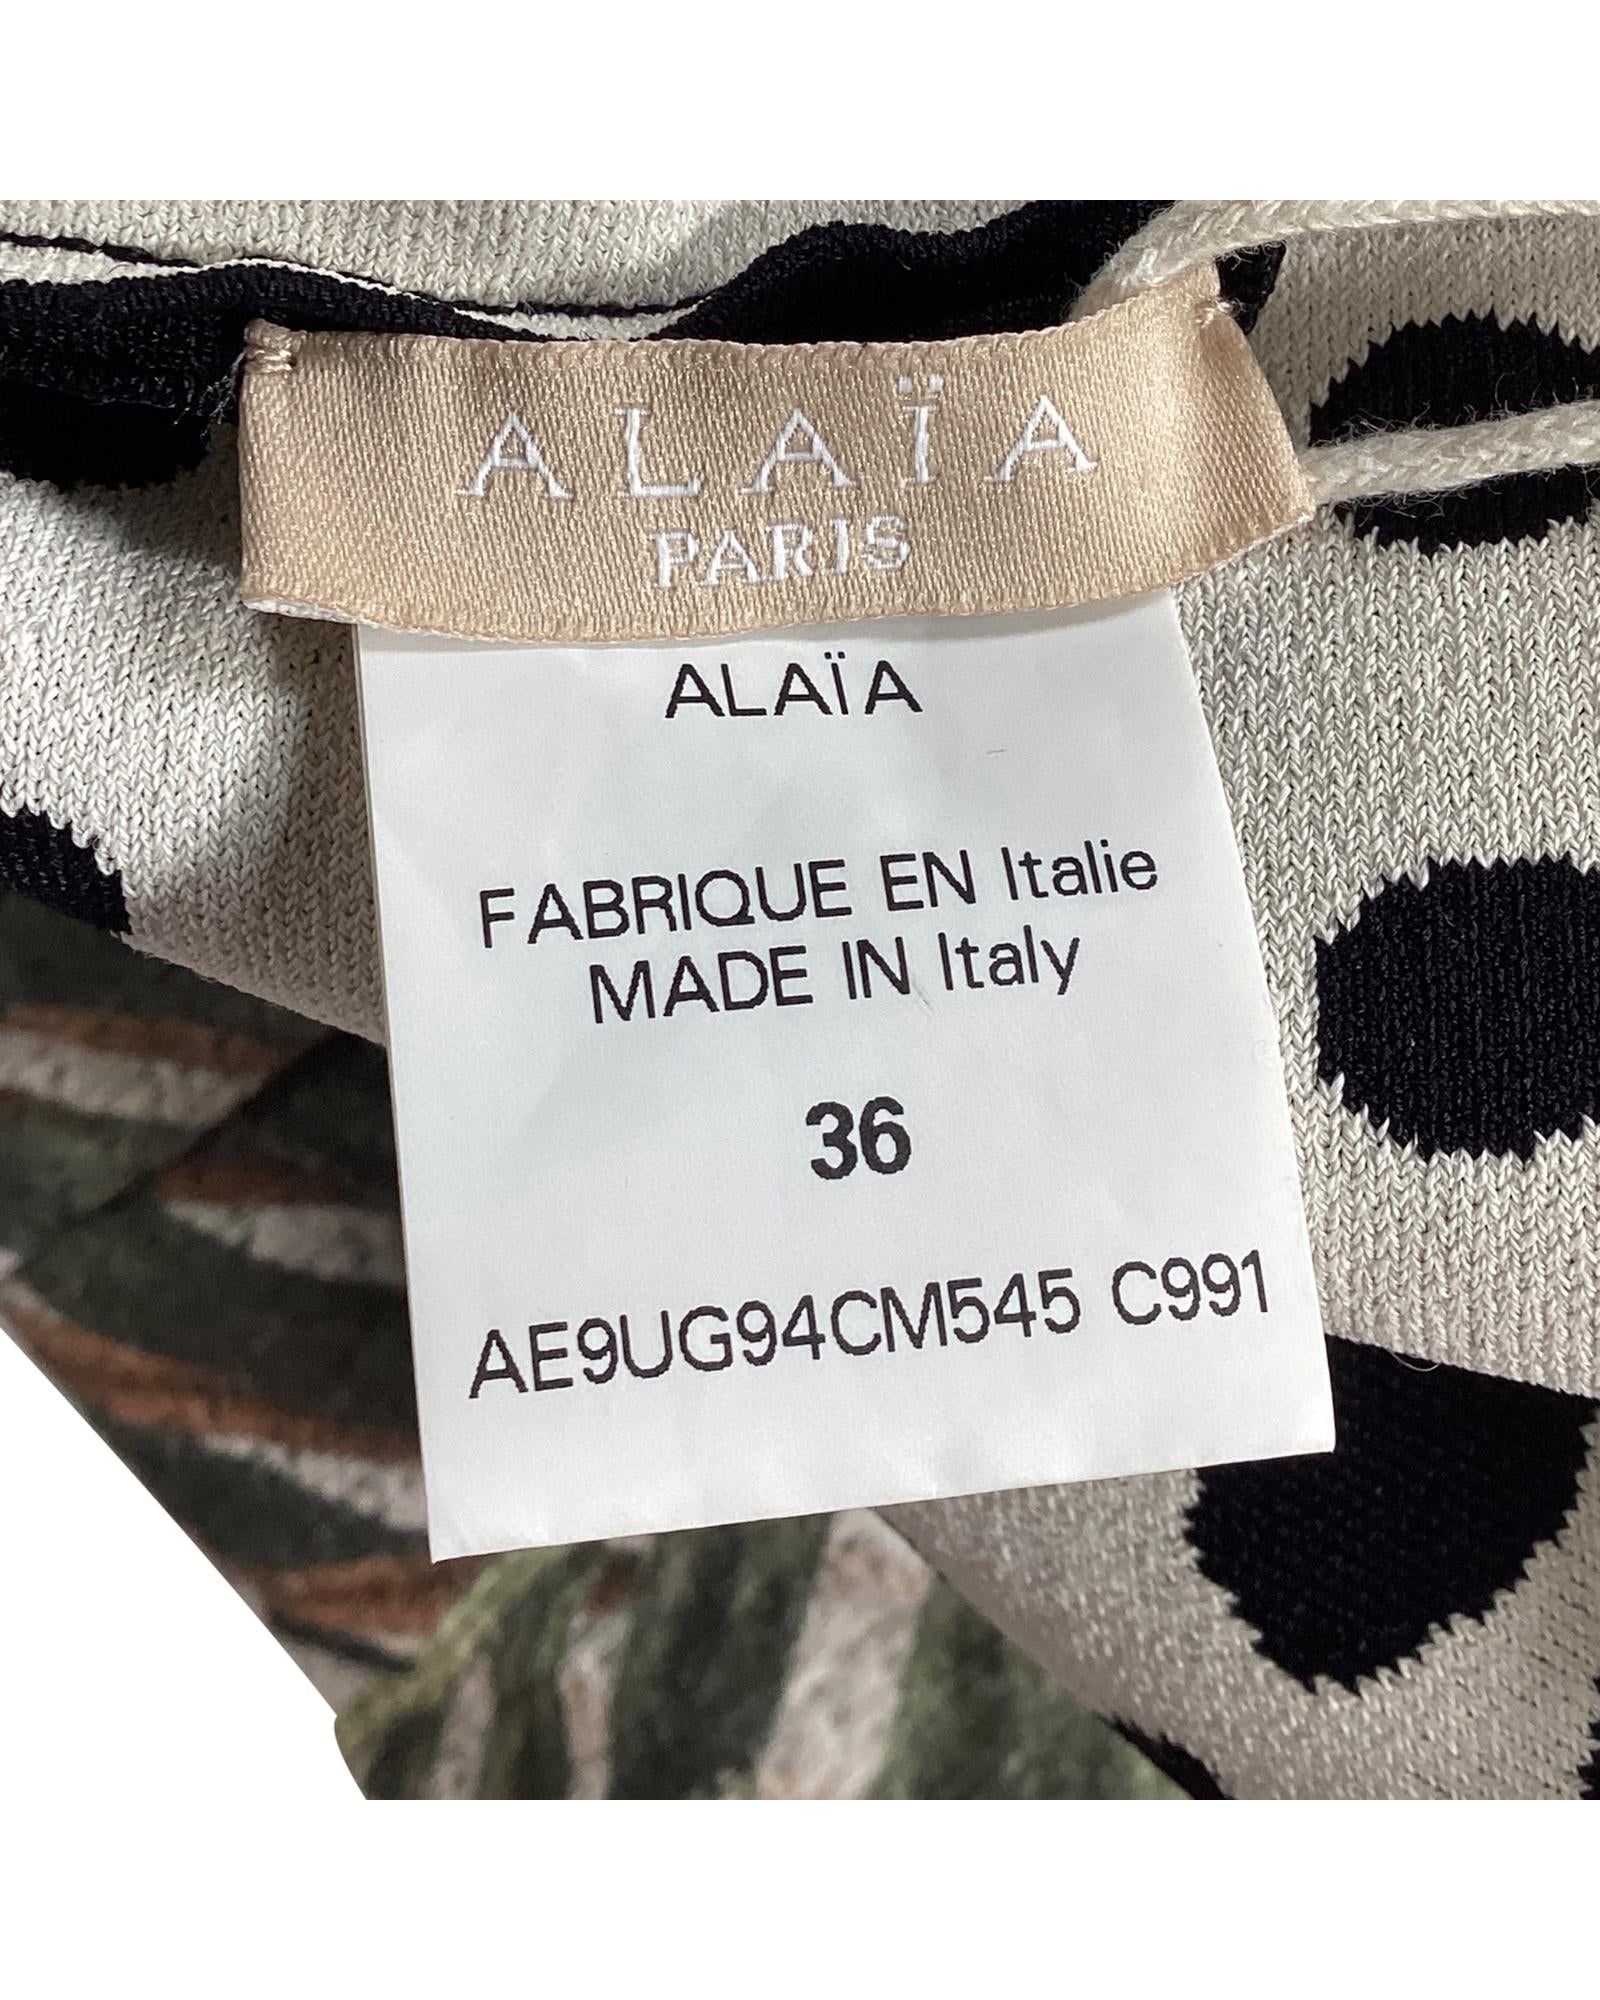 ALAÏA
PARIS
ALAÏA
FABRIQUE EN Italie
MADE IN Italy
36
AE9UG94CM545 C991